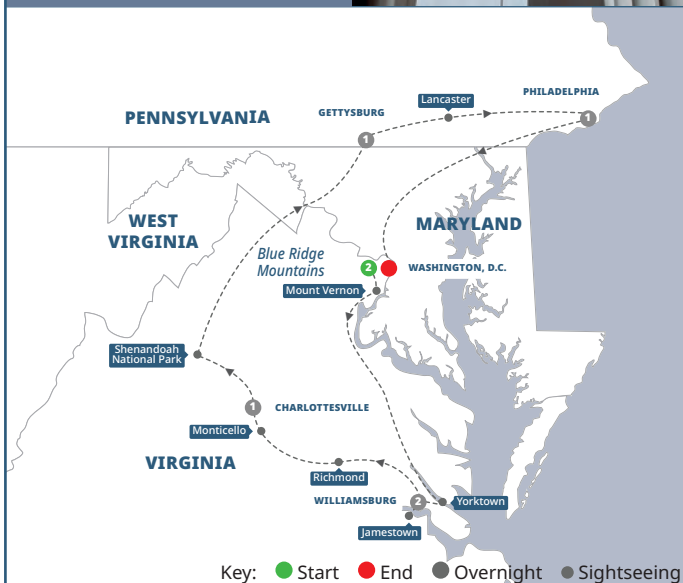 PHILADELPHIA
Lancaster
GETTYSBURG
PENNSYLVANIA
1
1
WEST
VIRGINIA
MARYLAND
Blue Ridge
Mountains
2
WASHINGTON, D.C.
Mount Vernon
Shenandoah
National Park
1
CHARLOTTESVILLE
Monticello
VIRGINIA
Richmond
WILLIAMSBURG
2
Yorktown
Jamestown
Key: Start End Overnight Sightseeing